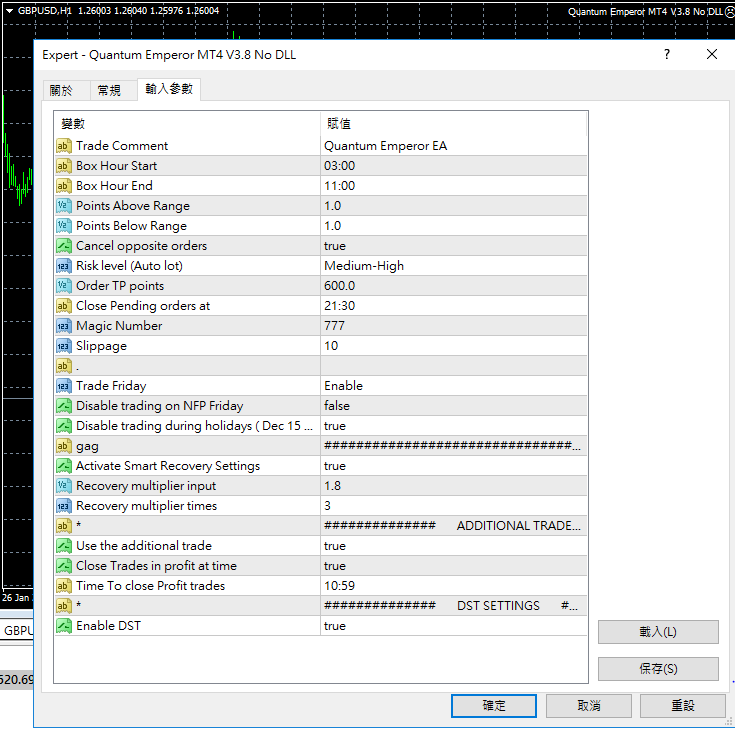 GBPUSD,H1 1.26003 1.26040 1.25976 1.26004
Quantum Emperor MT4 V3.8 No DLL
Expert - Quantum Emperor MT4 V3.8 No DLL
? ×
關於 常規 輸入參數
變數 賦值
ab Trade Comment Quantum Emperor EA
ab Box Hour Start 03:00
ab Box Hour End 11:00
½ Points Above Range 1.0
½ Points Below Range 1.0
Cancel opposite orders true
123 Risk level (Auto lot) Medium-High
½ Order TP points 600.0
ab Close Pending orders at 21:30
123 Magic Number 777
123 Slippage 10
ab .
123 Trade Friday Enable
Disable trading on NFP Friday false
Disable trading during holidays ( Dec 15 ... true
ab gag ################################...
Activate Smart Recovery Settings true
½ Recovery multiplier input 1.8
123 Recovery multiplier times 3
ab * ############## ADDITIONAL TRADE...
Use the additional trade true
Close Trades in profit at time true
ab Time To close Profit trades 10:59
ab * ############## DST SETTINGS #...
Enable DST true
26 Jan
GBPU
載入(L)
520.69
保存(S)
確定 取消 重設